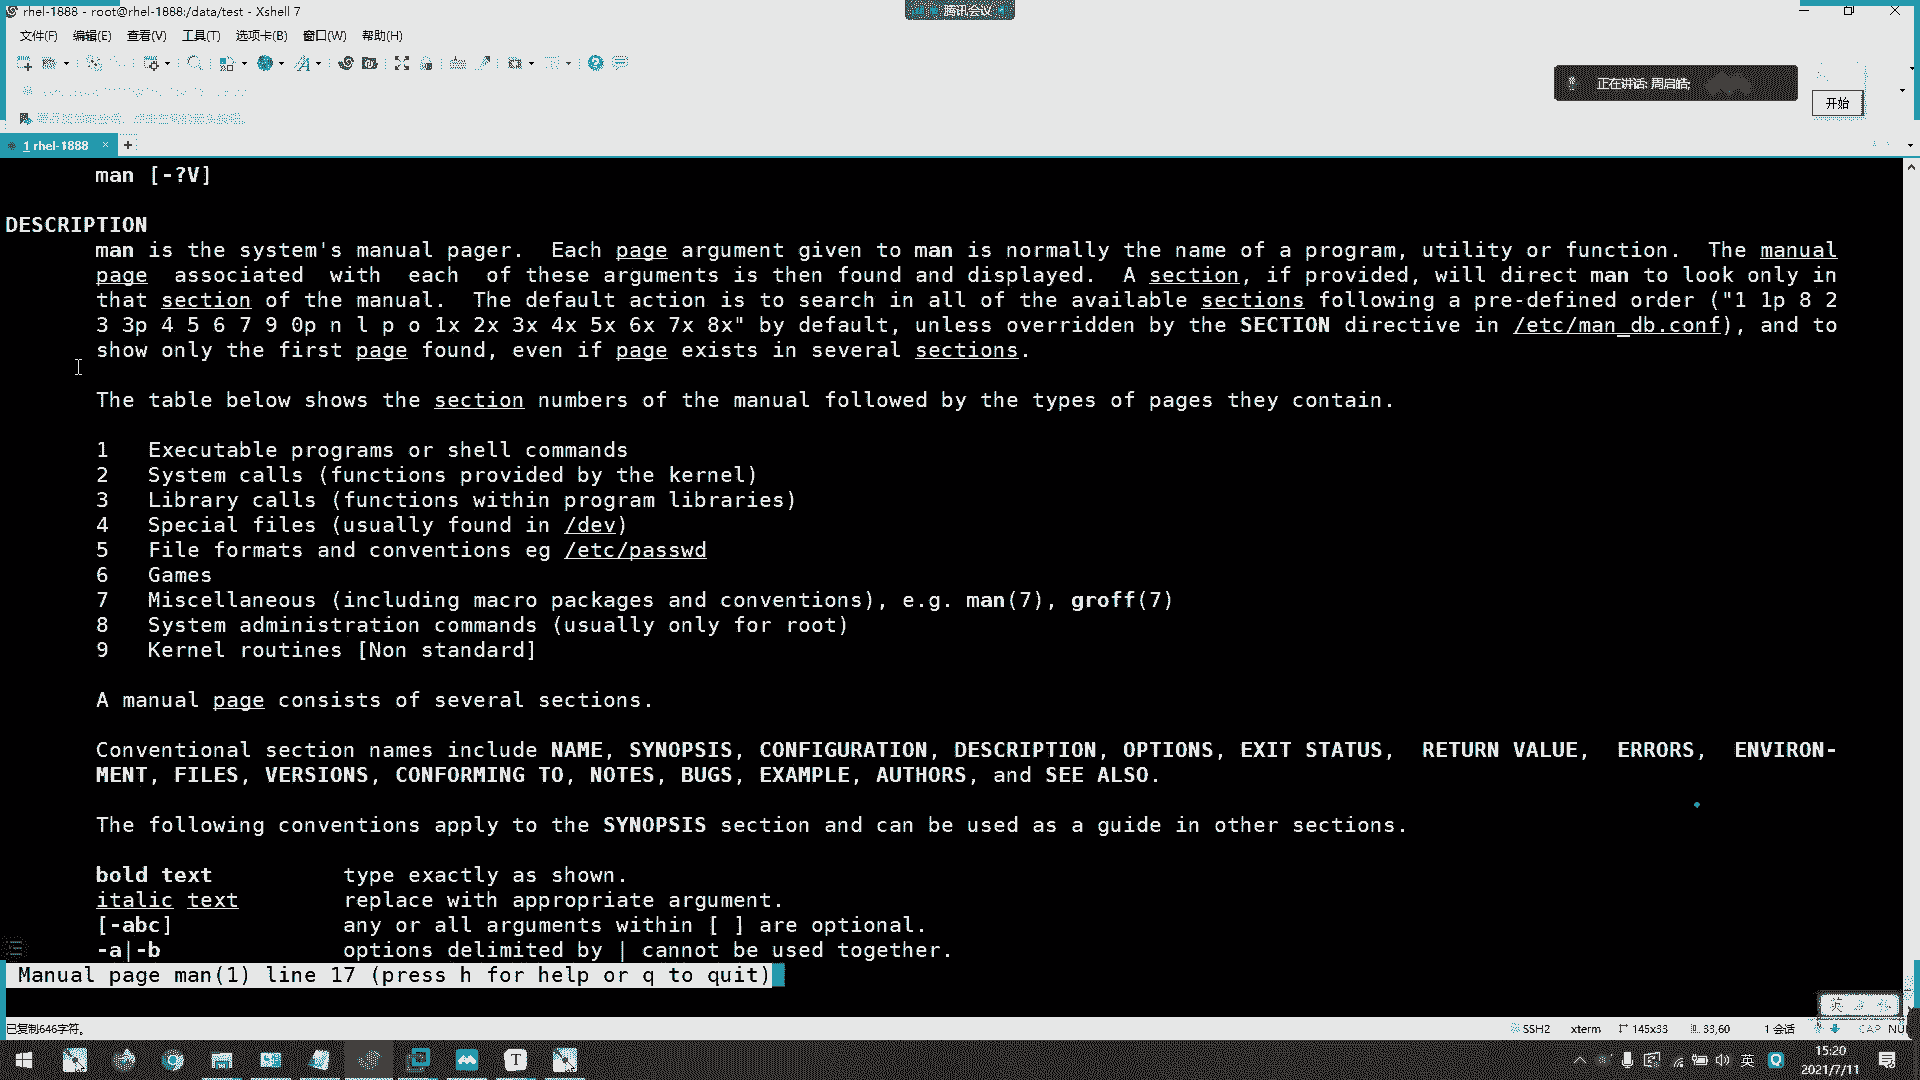 rhel-1888 - root@rhel-1888:/data/test - Xshell 7
腾讯会议
文件(F) 编辑(E) 查看(V) 工具(T) 选项卡(B) 窗口(W) 帮助(H)
正在讲话: 周启皓;
开始
1 rhel-1888 × +
man [-?V]
DESCRIPTION
man is the system's manual pager. Each page argument given to man is normally the name of a program, utility or function. The manual
page associated with each of these arguments is then found and displayed. A section, if provided, will direct man to look only in
that section of the manual. The default action is to search in all of the available sections following a pre-defined order ("1 1p 8 2
3 3p 4 5 6 7 9 0p n l p o 1x 2x 3x 4x 5x 6x 7x 8x" by default, unless overridden by the SECTION directive in /etc/man_db.conf), and to
show only the first page found, even if page exists in several sections.
The table below shows the section numbers of the manual followed by the types of pages they contain.
1 Executable programs or shell commands
2 System calls (functions provided by the kernel)
3 Library calls (functions within program libraries)
4 Special files (usually found in /dev)
5 File formats and conventions eg /etc/passwd
6 Games
7 Miscellaneous (including macro packages and conventions), e.g. man(7), groff(7)
8 System administration commands (usually only for root)
9 Kernel routines [Non standard]
A manual page consists of several sections.
Conventional section names include NAME, SYNOPSIS, CONFIGURATION, DESCRIPTION, OPTIONS, EXIT STATUS, RETURN VALUE, ERRORS, ENVIRON-
MENT, FILES, VERSIONS, CONFORMING TO, NOTES, BUGS, EXAMPLE, AUTHORS, and SEE ALSO.
The following conventions apply to the SYNOPSIS section and can be used as a guide in other sections.
bold text type exactly as shown.
italic text replace with appropriate argument.
[-abc] any or all arguments within [ ] are optional.
-a|-b options delimited by | cannot be used together.
Manual page man(1) line 17 (press h for help or q to quit)
英
已复制646字符。 SSH2 xterm 145x33 33,60 1 会话 CAP NUM
英 15:20
2021/7/11